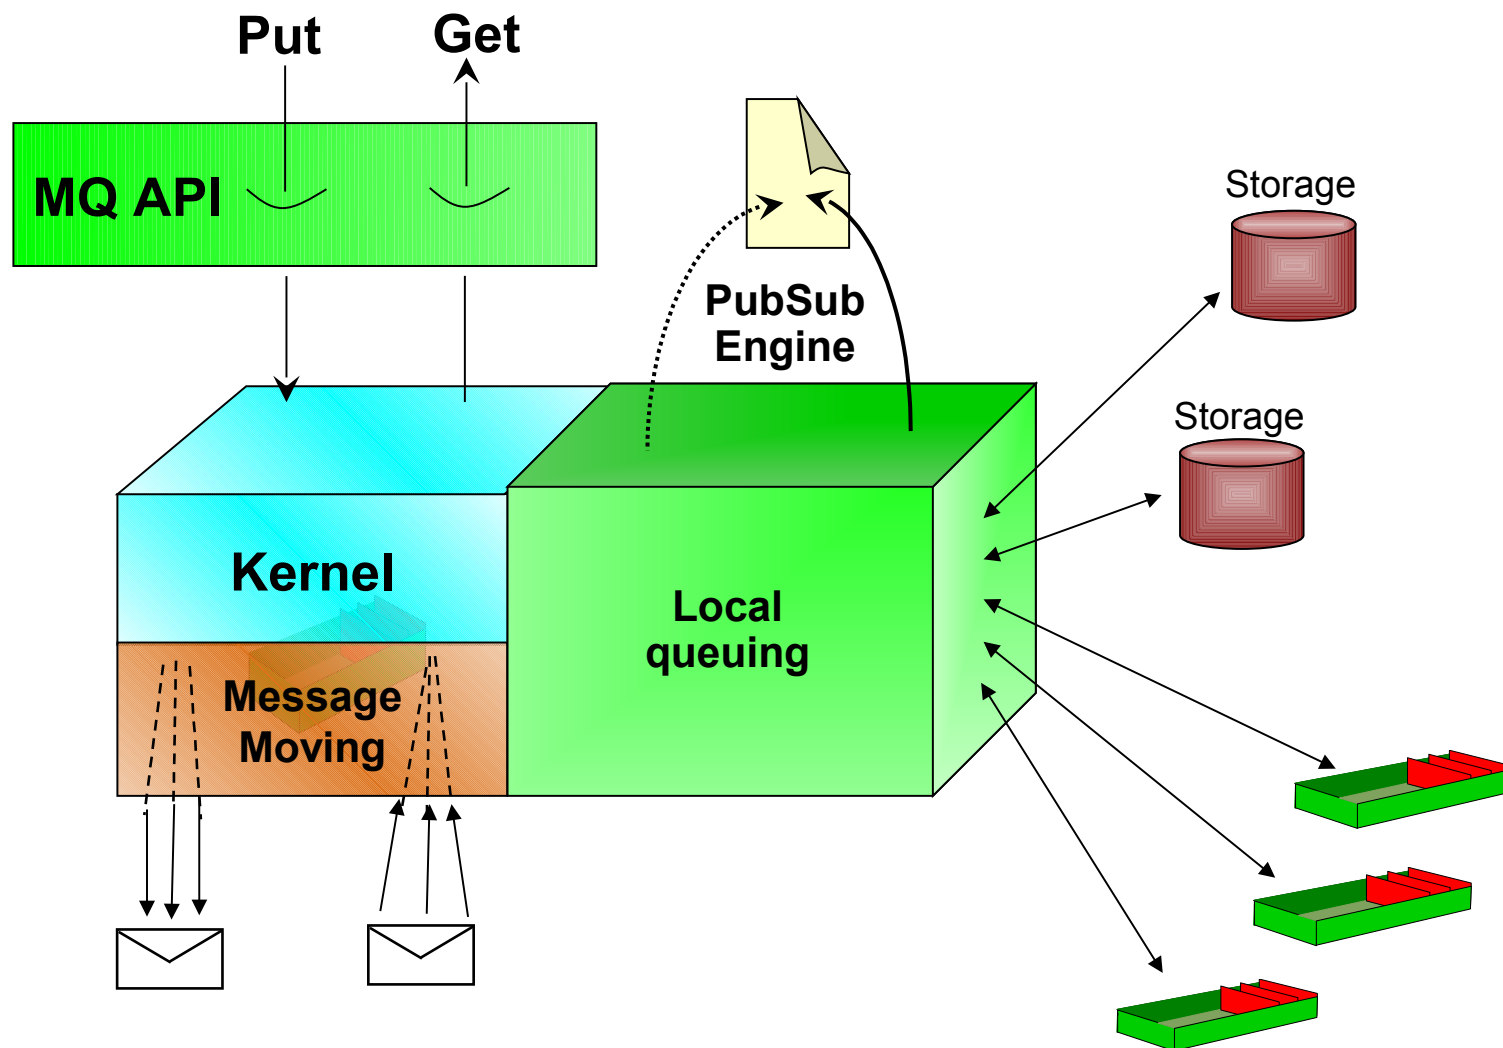 Put
Get
MQ API
Storage
PubSub
Engine
Storage
Kernel
Local
queuing
Message
Moving